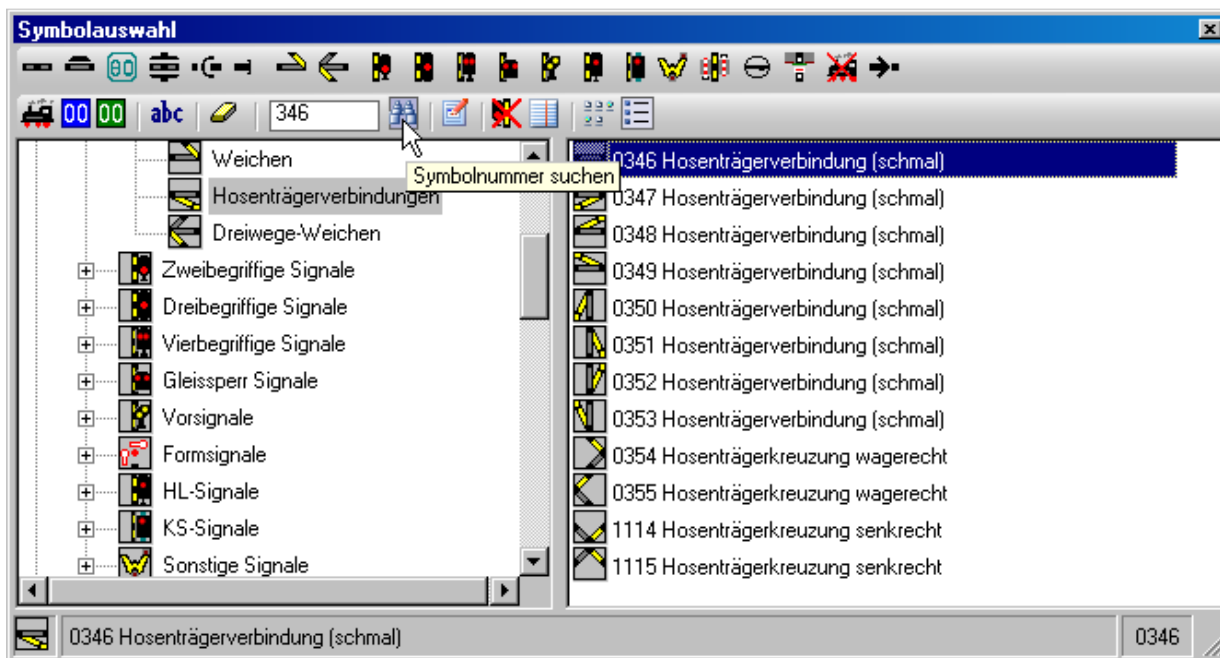 Symbolauswahl
80
00 00 abc 346
Weichen
Hosenträgerverbindungen
Dreiwege-Weichen
Zweibegriffige Signale
Dreibegriffige Signale
Vierbegriffige Signale
Gleissperr Signale
Vorsignale
Formsignale
HL-Signale
KS-Signale
Sonstige Signale
Symbolnummer suchen
0346 Hosenträgerverbindung (schmal)
0347 Hosenträgerverbindung (schmal)
0348 Hosenträgerverbindung (schmal)
0349 Hosenträgerverbindung (schmal)
0350 Hosenträgerverbindung (schmal)
0351 Hosenträgerverbindung (schmal)
0352 Hosenträgerverbindung (schmal)
0353 Hosenträgerverbindung (schmal)
0354 Hosenträgerkreuzung wagerecht
0355 Hosenträgerkreuzung wagerecht
1114 Hosenträgerkreuzung senkrecht
1115 Hosenträgerkreuzung senkrecht
0346 Hosenträgerverbindung (schmal) 0346